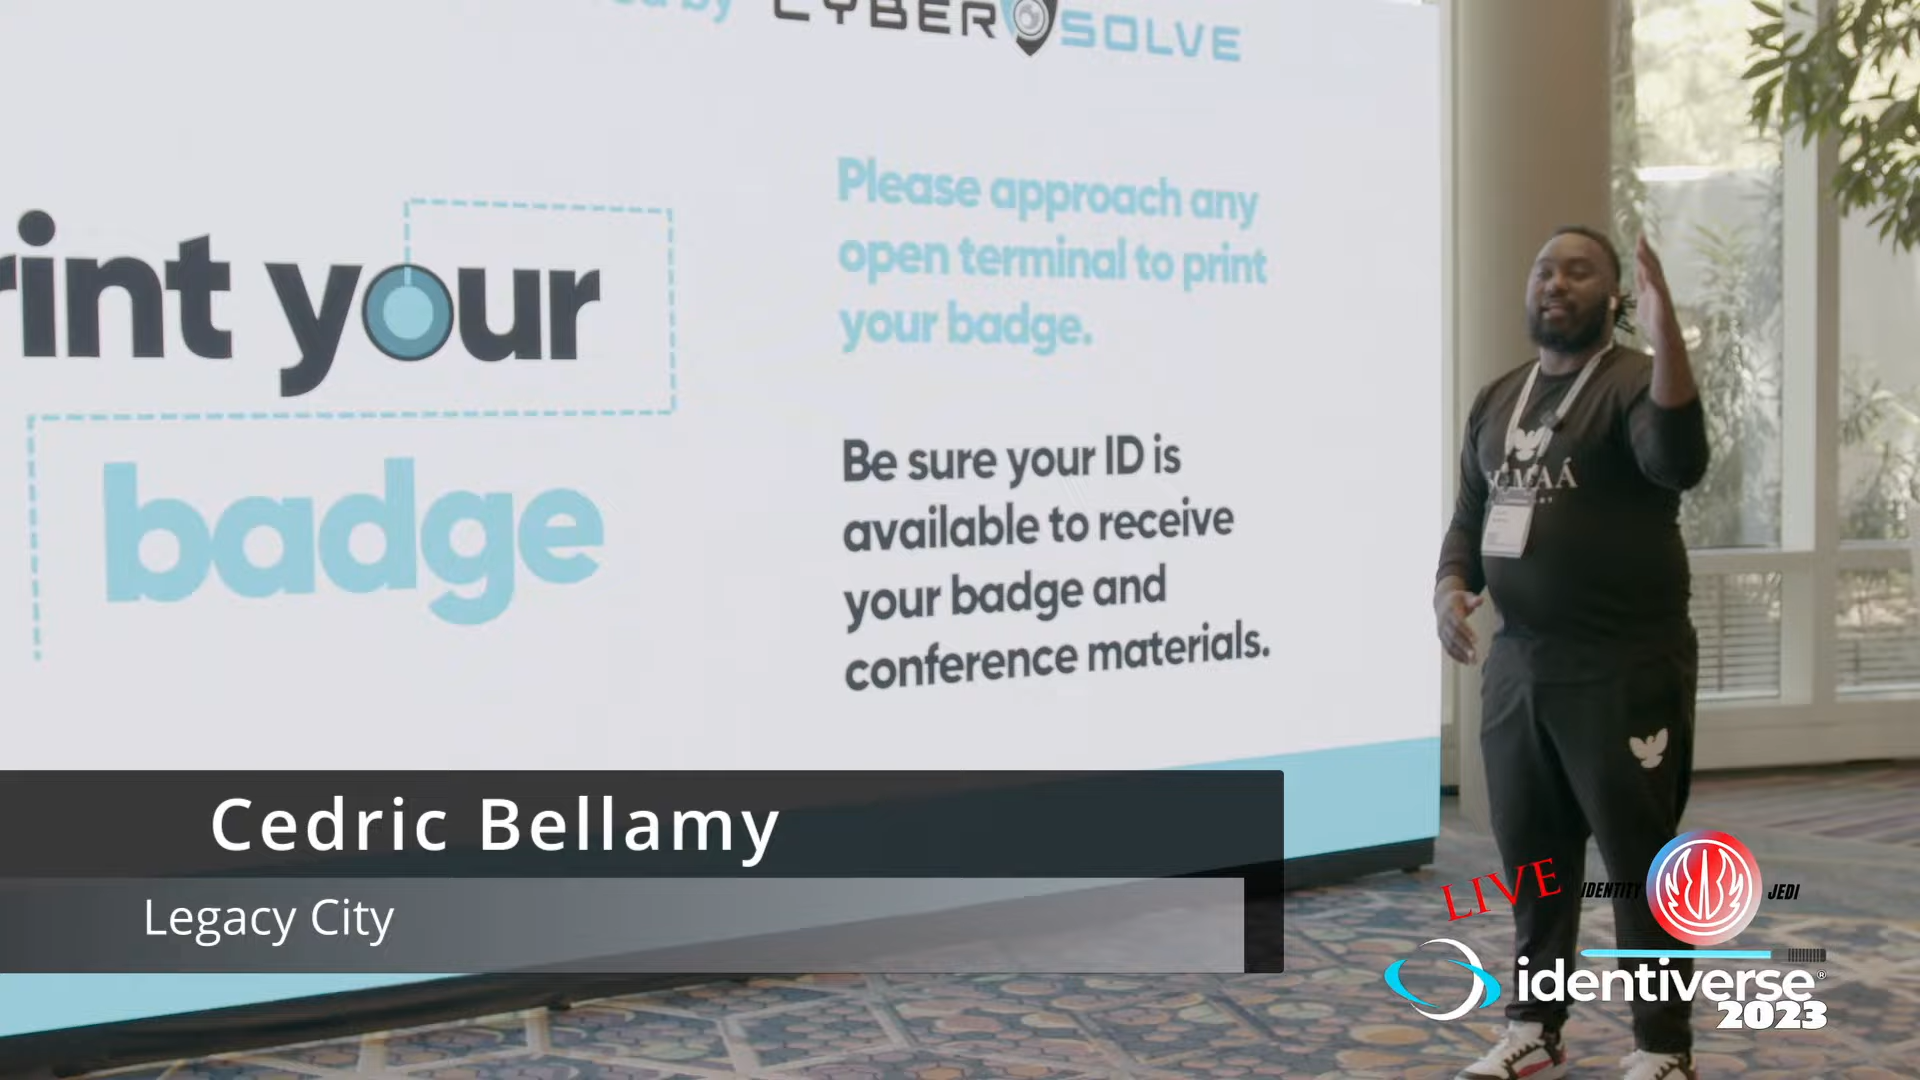 by CYBER SOLVE
rint your
badge
Please approach any
open terminal to print
your badge.
Be sure your ID is
available to receive
your badge and
conference materials.
Cedric Bellamy
Legacy City
LIVE IDENTITY JEDI
identiverse®
2023